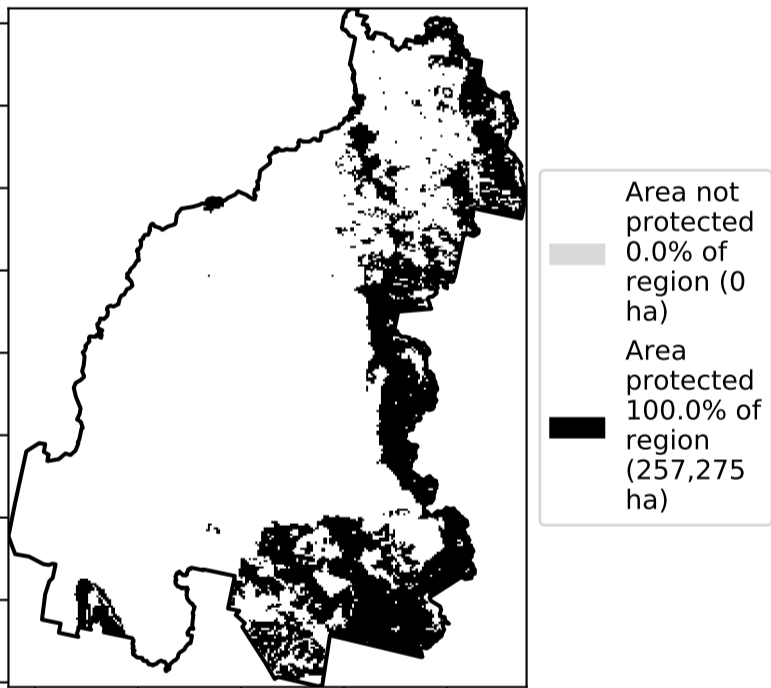 Area not
protected
0.0% of
region (0
ha)
Area
protected
100.0% of
region
(257,275
ha)